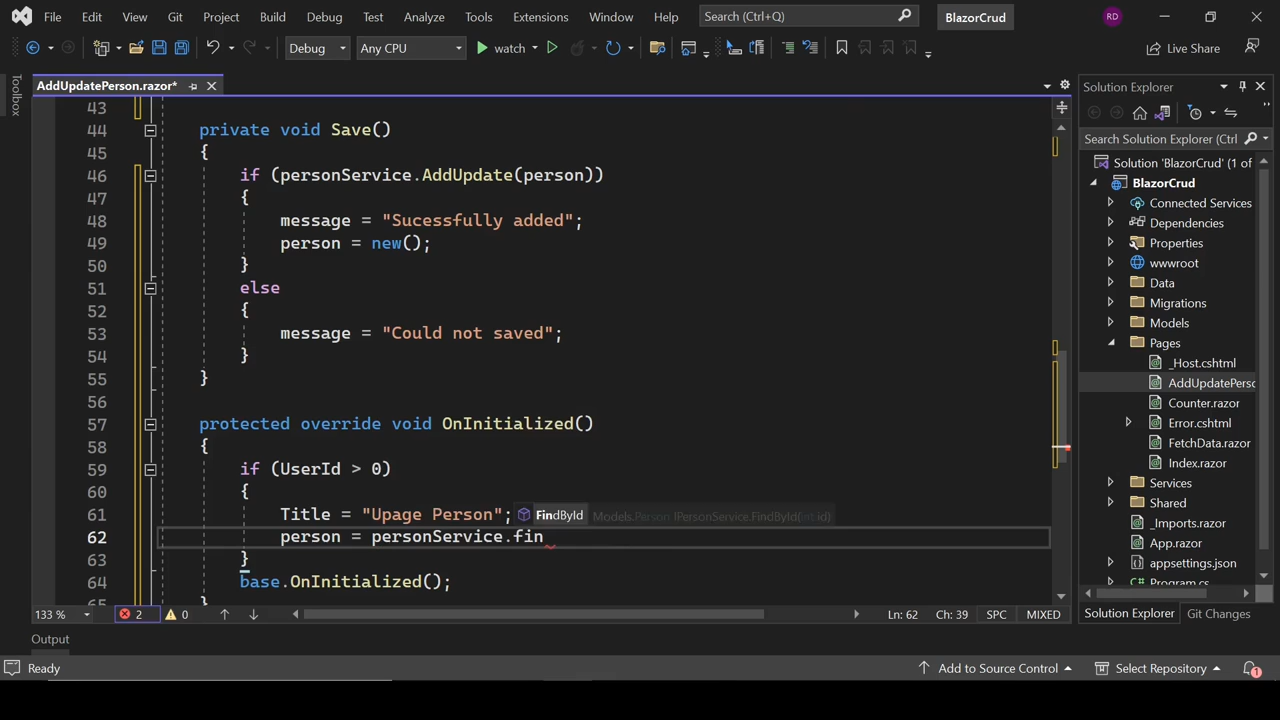 File Edit View Git Project Build Debug Test Analyze Tools Extensions Window Help Search (Ctrl+Q) BlazorCrud RD
Debug Any CPU watch Live Share
Toolbox
AddUpdatePerson.razor*
43
44 private void Save()
45 {
46 if (personService.AddUpdate(person))
47 {
48 message = "Sucessfully added";
49 person = new();
50 }
51 else
52 {
53 message = "Could not saved";
54 }
55 }
56
57 protected override void OnInitialized()
58 {
59 if (UserId > 0)
60 {
61 Title = "Upage Person";
FindById Models.Person IPersonService.FindById(int id)
62 person = personService.fin
63 }
64 base.OnInitialized();
65 }
133 % 2 0 Ln: 62 Ch: 39 SPC MIXED
Output
Ready Add to Source Control Select Repository 1
Solution Explorer
Search Solution Explorer (Ctrl
Solution 'BlazorCrud' (1 of
BlazorCrud
Connected Services
Dependencies
Properties
wwwroot
Data
Migrations
Models
Pages
_Host.cshtml
AddUpdatePerso
Counter.razor
Error.cshtml
FetchData.razor
Index.razor
Services
Shared
_Imports.razor
App.razor
appsettings.json
Program.cs
Solution Explorer Git Changes